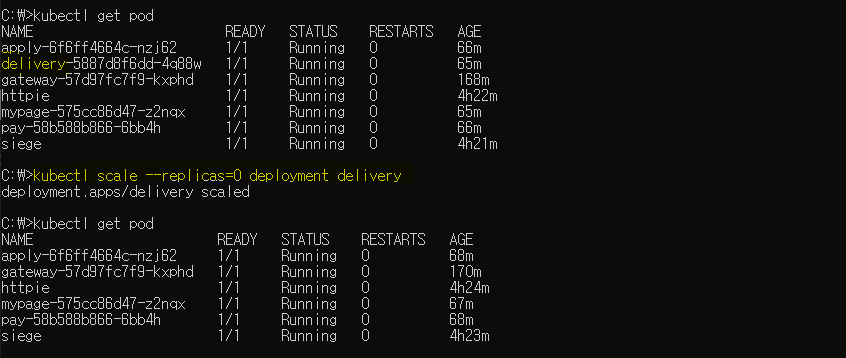 C:\>kubectl get pod
NAME READY STATUS RESTARTS AGE
apply-6f6ff4664c-nzj62 1/1 Running 0 66m
delivery-5887d8f6dd-4q88w 1/1 Running 0 65m
gateway-57d97fc7f9-kxphd 1/1 Running 0 168m
httpie 1/1 Running 0 4h22m
mypage-575cc86d47-z2nqx 1/1 Running 0 65m
pay-58b588b866-6bb4h 1/1 Running 0 66m
siege 1/1 Running 0 4h21m
C:\>kubectl scale --replicas=0 deployment delivery
deployment.apps/delivery scaled
C:\>kubectl get pod
NAME READY STATUS RESTARTS AGE
apply-6f6ff4664c-nzj62 1/1 Running 0 68m
gateway-57d97fc7f9-kxphd 1/1 Running 0 170m
httpie 1/1 Running 0 4h24m
mypage-575cc86d47-z2nqx 1/1 Running 0 67m
pay-58b588b866-6bb4h 1/1 Running 0 68m
siege 1/1 Running 0 4h23m